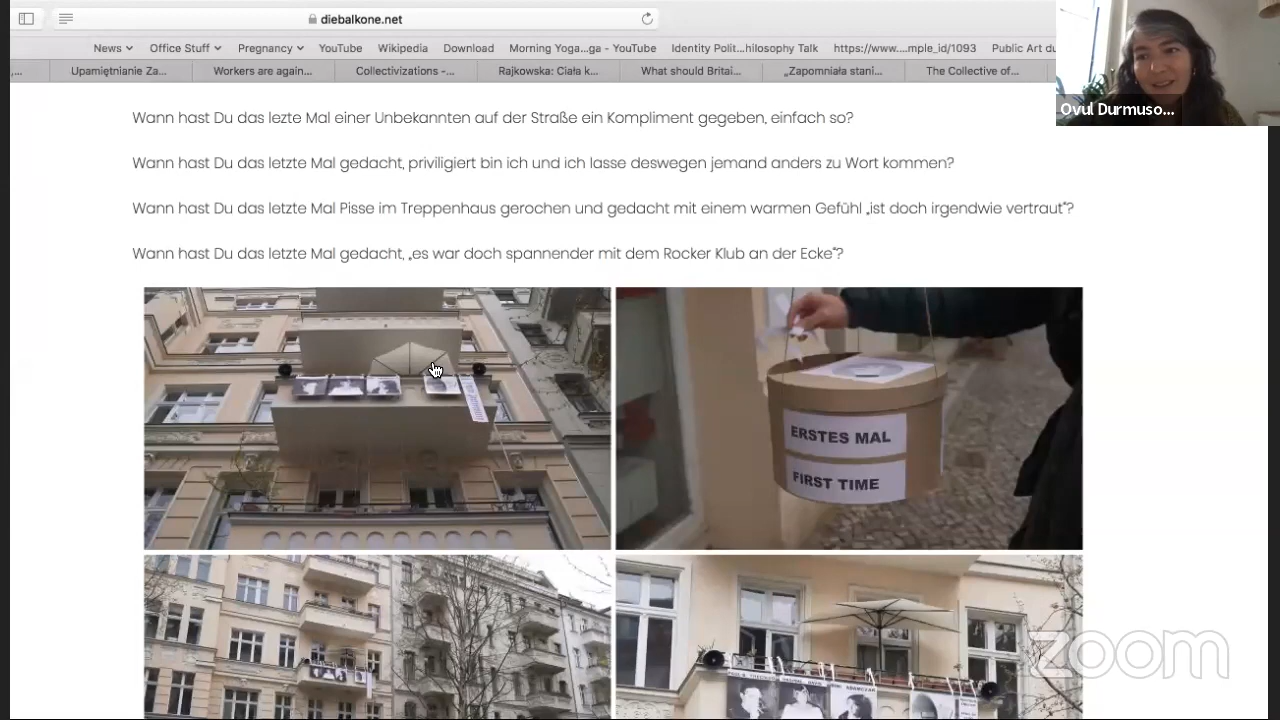 diebalkone.net
News Office Stuff Pregnancy YouTube Wikipedia Download Morning Yoga...ga - YouTube Identity Polit...hilosophy Talk https://www....mple_id/1093 Public Art du
Upamiętnianie Za... Workers are again... Collectivizations -... Rajkowska: Ciała k... What should Britai... „Zapomniała stani... The Collective of...
Ovul Durmuso...
Wann hast Du das lezte Mal einer Unbekannten auf der Straße ein Kompliment gegeben, einfach so?
Wann hast Du das letzte Mal gedacht, priviligiert bin ich und ich lasse deswegen jemand anders zu Wort kommen?
Wann hast Du das letzte Mal Pisse im Treppenhaus gerochen und gedacht mit einem warmen Gefühl „ist doch irgendwie vertraut“?
Wann hast Du das letzte Mal gedacht, „es war doch spannender mit dem Rocker Klub an der Ecke“?
ERSTES MAL
FIRST TIME
zoom